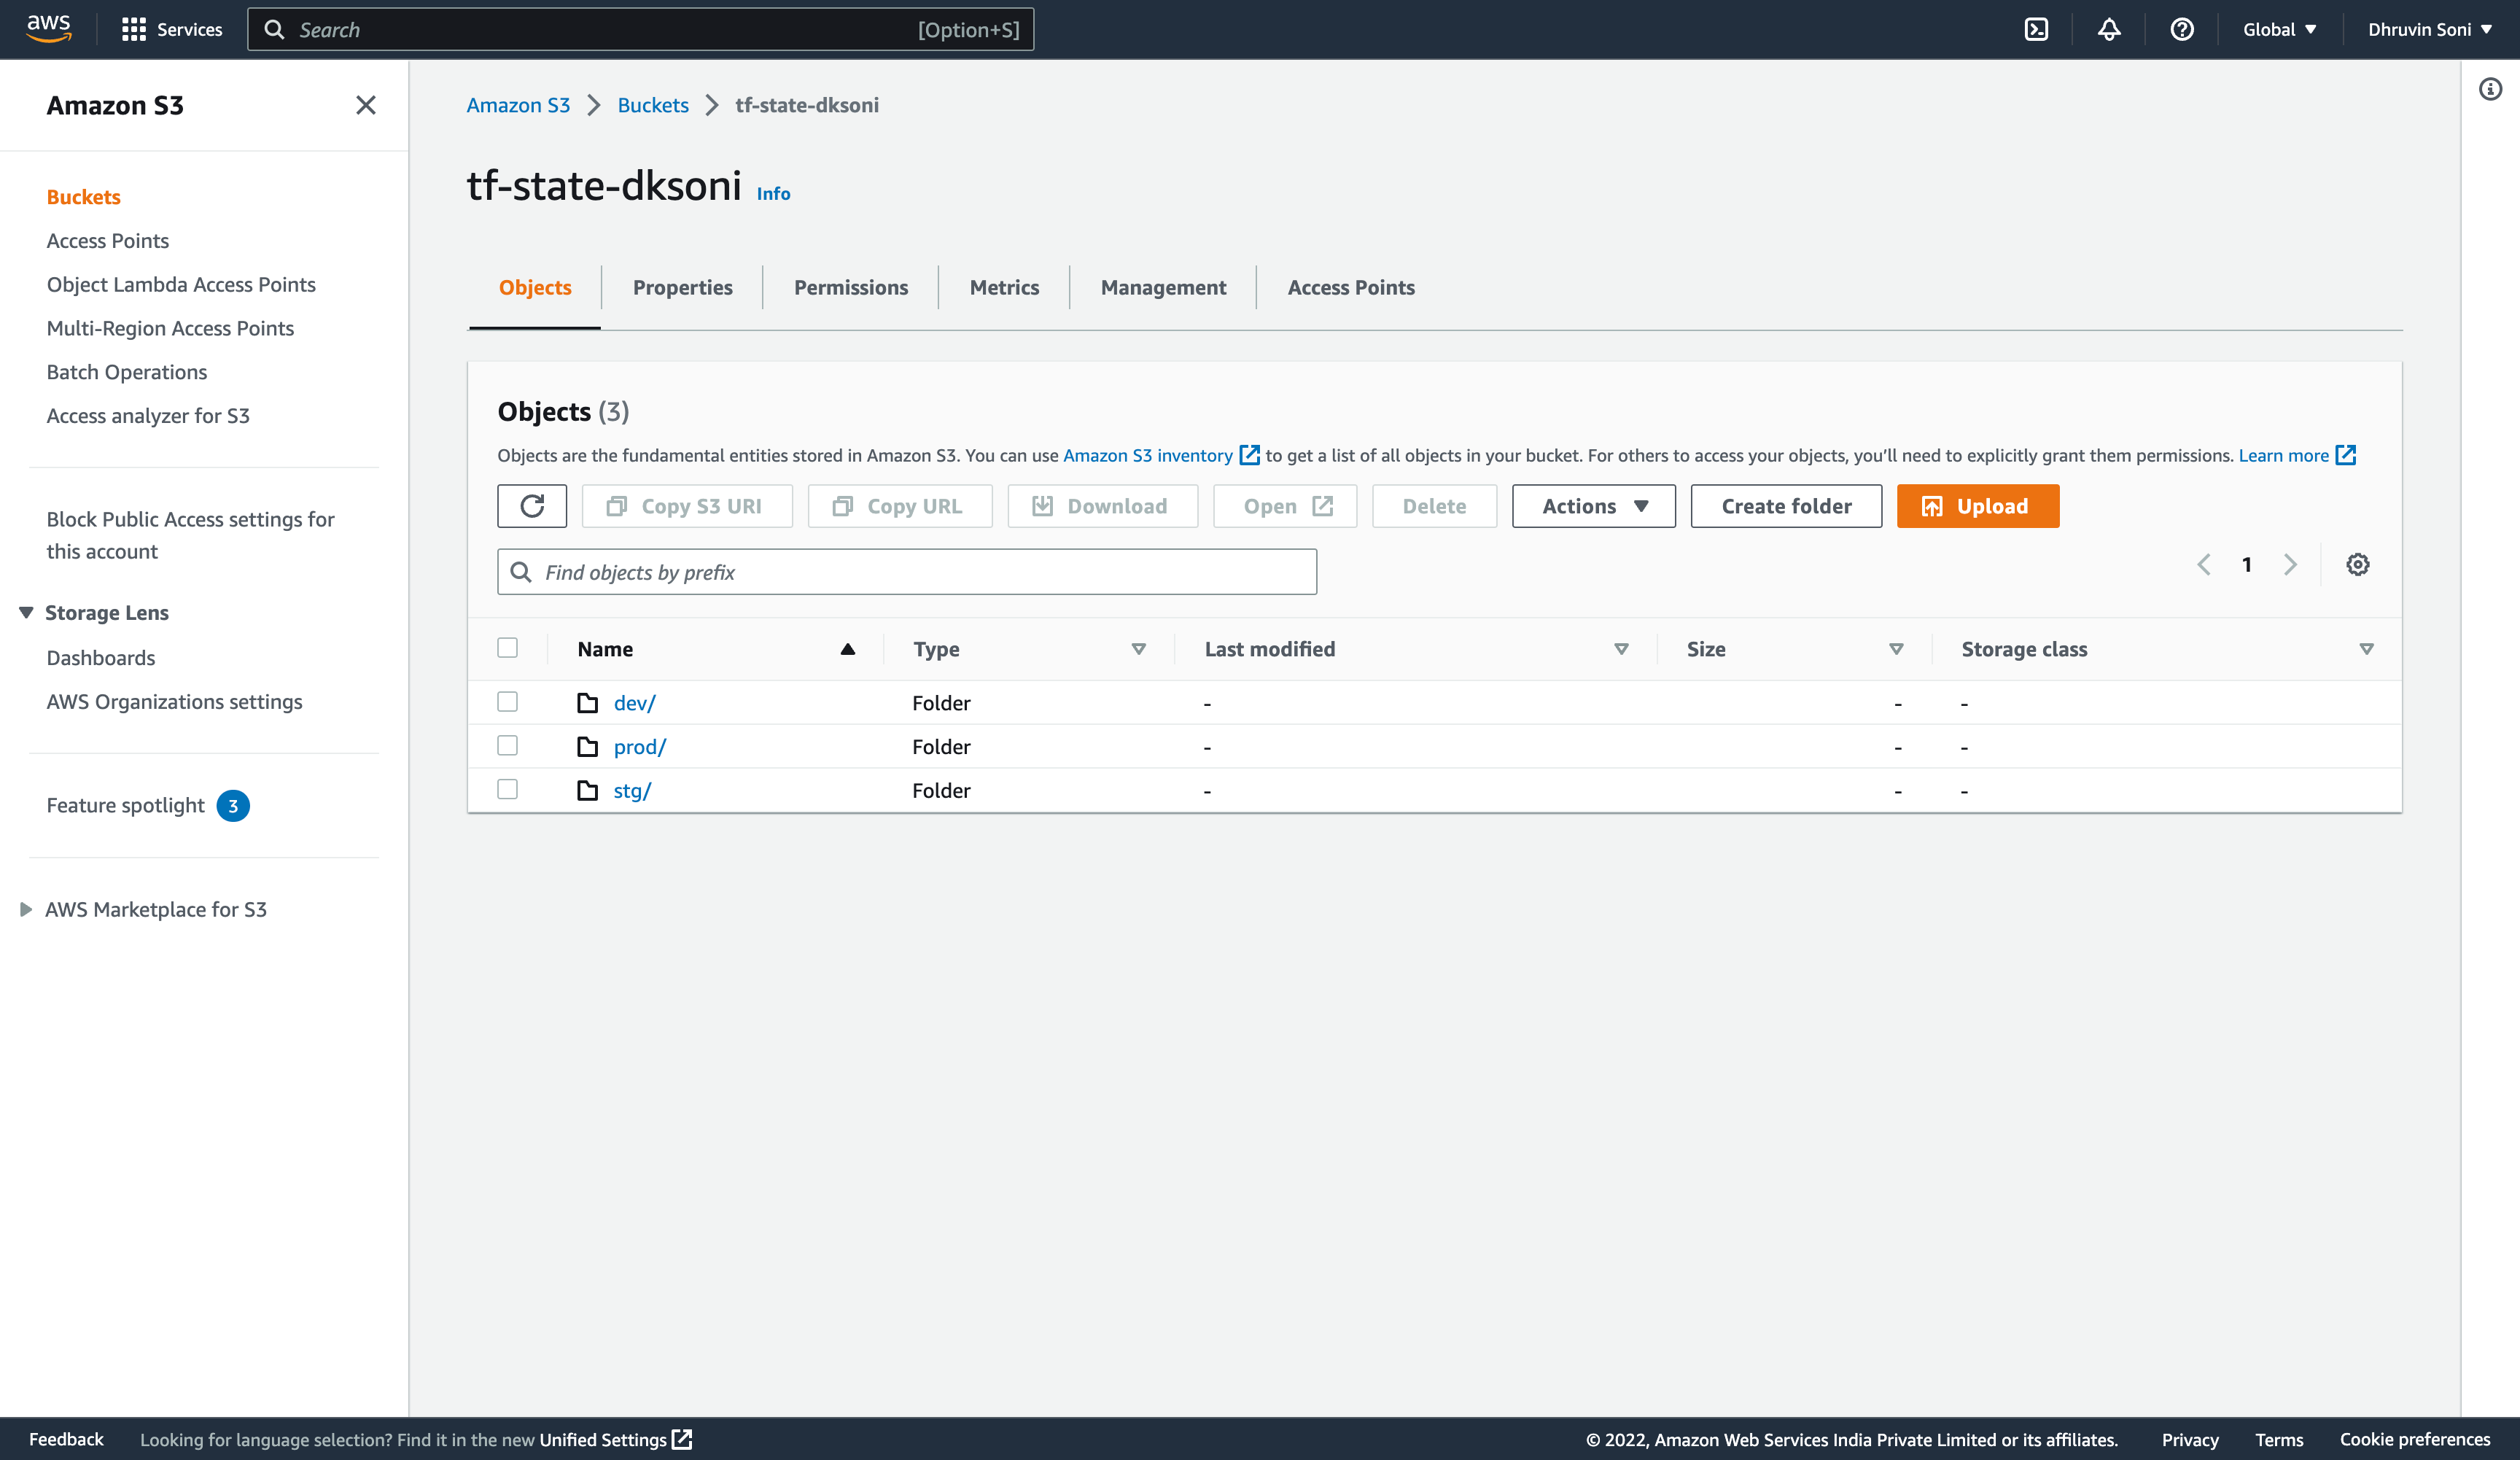 aws Services Search [Option+S] Global Dhruvin Soni
Amazon S3
Buckets
Access Points
Object Lambda Access Points
Multi-Region Access Points
Batch Operations
Access analyzer for S3
Block Public Access settings for
this account
Storage Lens
Dashboards
AWS Organizations settings
Feature spotlight 3
AWS Marketplace for S3
Amazon S3 Buckets tf-state-dksoni
tf-state-dksoni Info
Objects Properties Permissions Metrics Management Access Points
Objects (3)
Objects are the fundamental entities stored in Amazon S3. You can use Amazon S3 inventory to get a list of all objects in your bucket. For others to access your objects, you’ll need to explicitly grant them permissions. Learn more
Copy S3 URI Copy URL Download Open Delete Actions Create folder Upload
Find objects by prefix 1
Name Type Last modified Size Storage class
dev/ Folder - - -
prod/ Folder - - -
stg/ Folder - - -
Feedback Looking for language selection? Find it in the new Unified Settings © 2022, Amazon Web Services India Private Limited or its affiliates. Privacy Terms Cookie preferences